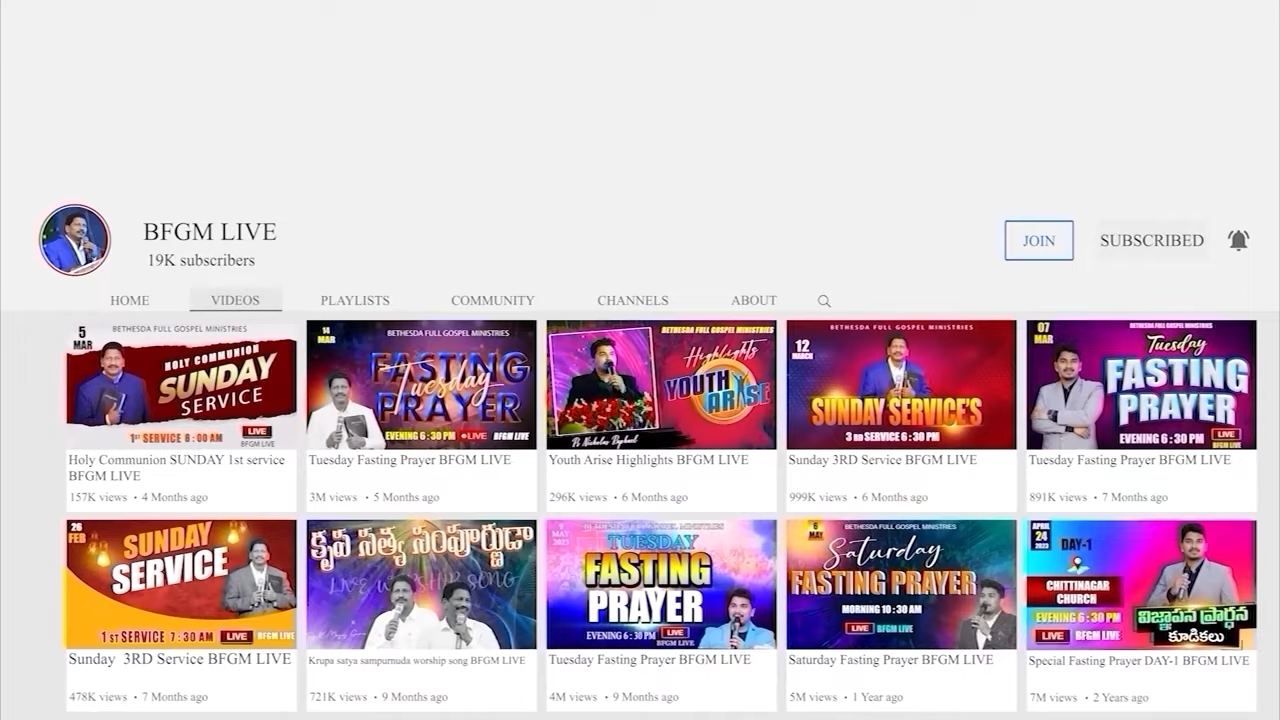 BFGM LIVE
19K subscribers
JOIN
SUBSCRIBED
HOME
VIDEOS
PLAYLISTS
COMMUNITY
CHANNELS
ABOUT
5
MAR
BETHESDA FULL GOSPEL MINISTRIES
HOLY COMMUNION
SUNDAY
SERVICE
1ST SERVICE 8 : 00 AM
LIVE
BFGM LIVE
Holy Communion SUNDAY 1st service
BFGM LIVE
157K views • 4 Months ago
14
MAR
BETHESDA FULL GOSPEL MINISTRIES
FASTING
Tuesday
PRAYER
EVENING 6 : 30 PM
LIVE
BFGM LIVE
Tuesday Fasting Prayer BFGM LIVE
3M views • 5 Months ago
BETHESDA FULL GOSPEL MINISTRIES
Highlights
YOUTH
ARISE
Youth Arise Highlights BFGM LIVE
296K views • 6 Months ago
BETHESDA FULL GOSPEL MINISTRIES
12
MARCH
SUNDAY SERVICE'S
3RD SERVICE 6 : 30 PM
Sunday 3RD Service BFGM LIVE
999K views • 6 Months ago
07
MAR
BETHESDA FULL GOSPEL MINISTRIES
Tuesday
FASTING
PRAYER
EVENING 6 : 30 PM
LIVE
BFGM LIVE
Tuesday Fasting Prayer BFGM LIVE
891K views • 7 Months ago
26
FEB
SUNDAY
SERVICE
1ST SERVICE 7 : 30 AM
LIVE
BFGM LIVE
Sunday 3RD Service BFGM LIVE
478K views • 7 Months ago
కృప సత్య సంపూర్ణుడా
LIVE WORSHIP SONG
Krupa satya sampurnuda worship song BFGM LIVE
721K views • 9 Months ago
MAY
2023
TUESDAY
FASTING
PRAYER
EVENING 6 : 30 PM
LIVE
BFGM LIVE
Tuesday Fasting Prayer BFGM LIVE
4M views • 9 Months ago
6
MAY
BETHESDA FULL GOSPEL MINISTRIES
Saturday
FASTING PRAYER
MORNING 10 : 30 AM
LIVE
BFGM LIVE
Saturday Fasting Prayer BFGM LIVE
5M views • 1 Year ago
APRIL
24
2023
DAY-1
CHITTINAGAR
CHURCH
EVENING 6 : 30 PM
LIVE
BFGM LIVE
విజ్ఞాపన ప్రార్థన
కూడికలు
Special Fasting Prayer DAY-1 BFGM LIVE
7M views • 2 Years ago